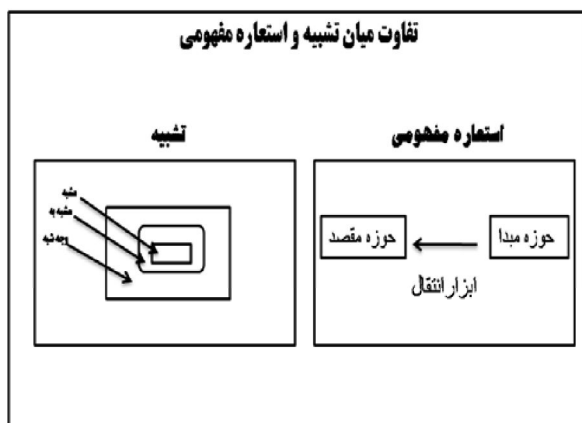 تفاوت میان تشبیه و استعاره مفهومی
استعاره مفهومی
حوزه مبدا
حوزه مقصد
ابزار انتقال
تشبیه
مشبه
مشبه به
وجه شبه